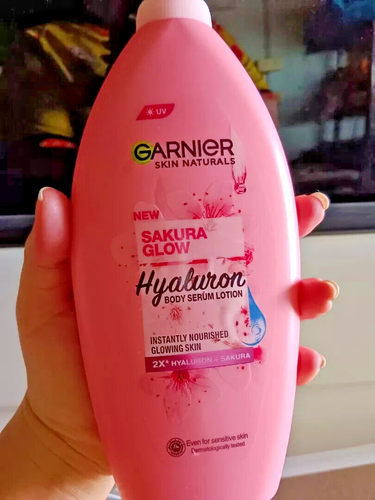 UV
GARNIER
SKIN NATURALS
NEW
SAKURA
GLOW
Hyaluron
BODY SERUM LOTION
INSTANTLY NOURISHED
GLOWING SKIN
2X* HYALURON + SAKURA
Even for sensitive skin
Dermatologically tested